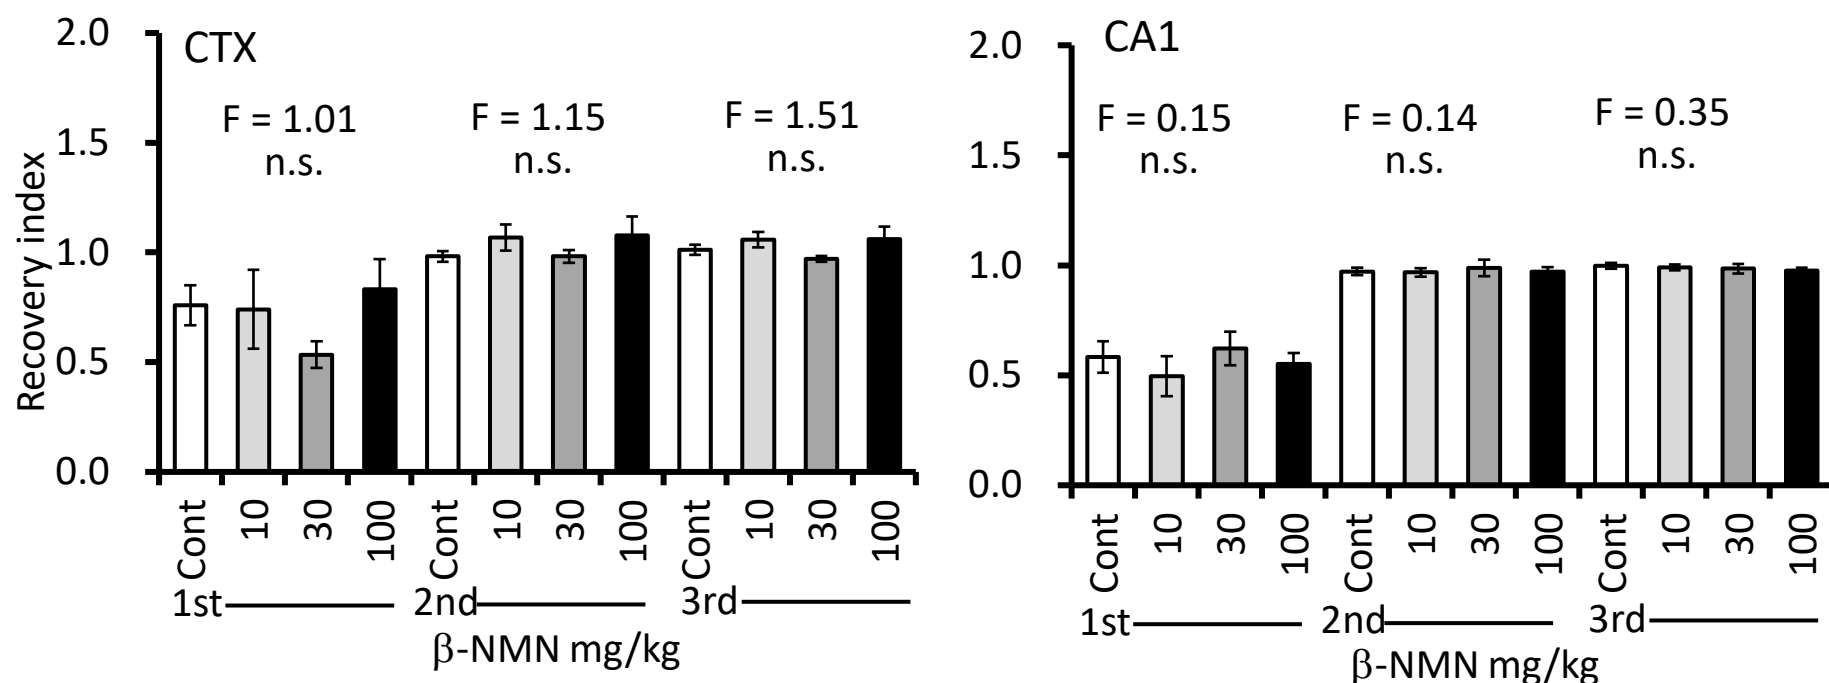 CTX
2.0
1.5
1.0
0.5
0.0
Recovery index
F = 1.01
n.s.
F = 1.15
n.s.
F = 1.51
n.s.
Cont 10 30 100 Cont 10 30 100 Cont 10 30 100
1st 2nd 3rd
β-NMN mg/kg
CA1
2.0
1.5
1.0
0.5
0.0
F = 0.15
n.s.
F = 0.14
n.s.
F = 0.35
n.s.
Cont 10 30 100 Cont 10 30 100 Cont 10 30 100
1st 2nd 3rd
β-NMN mg/kg